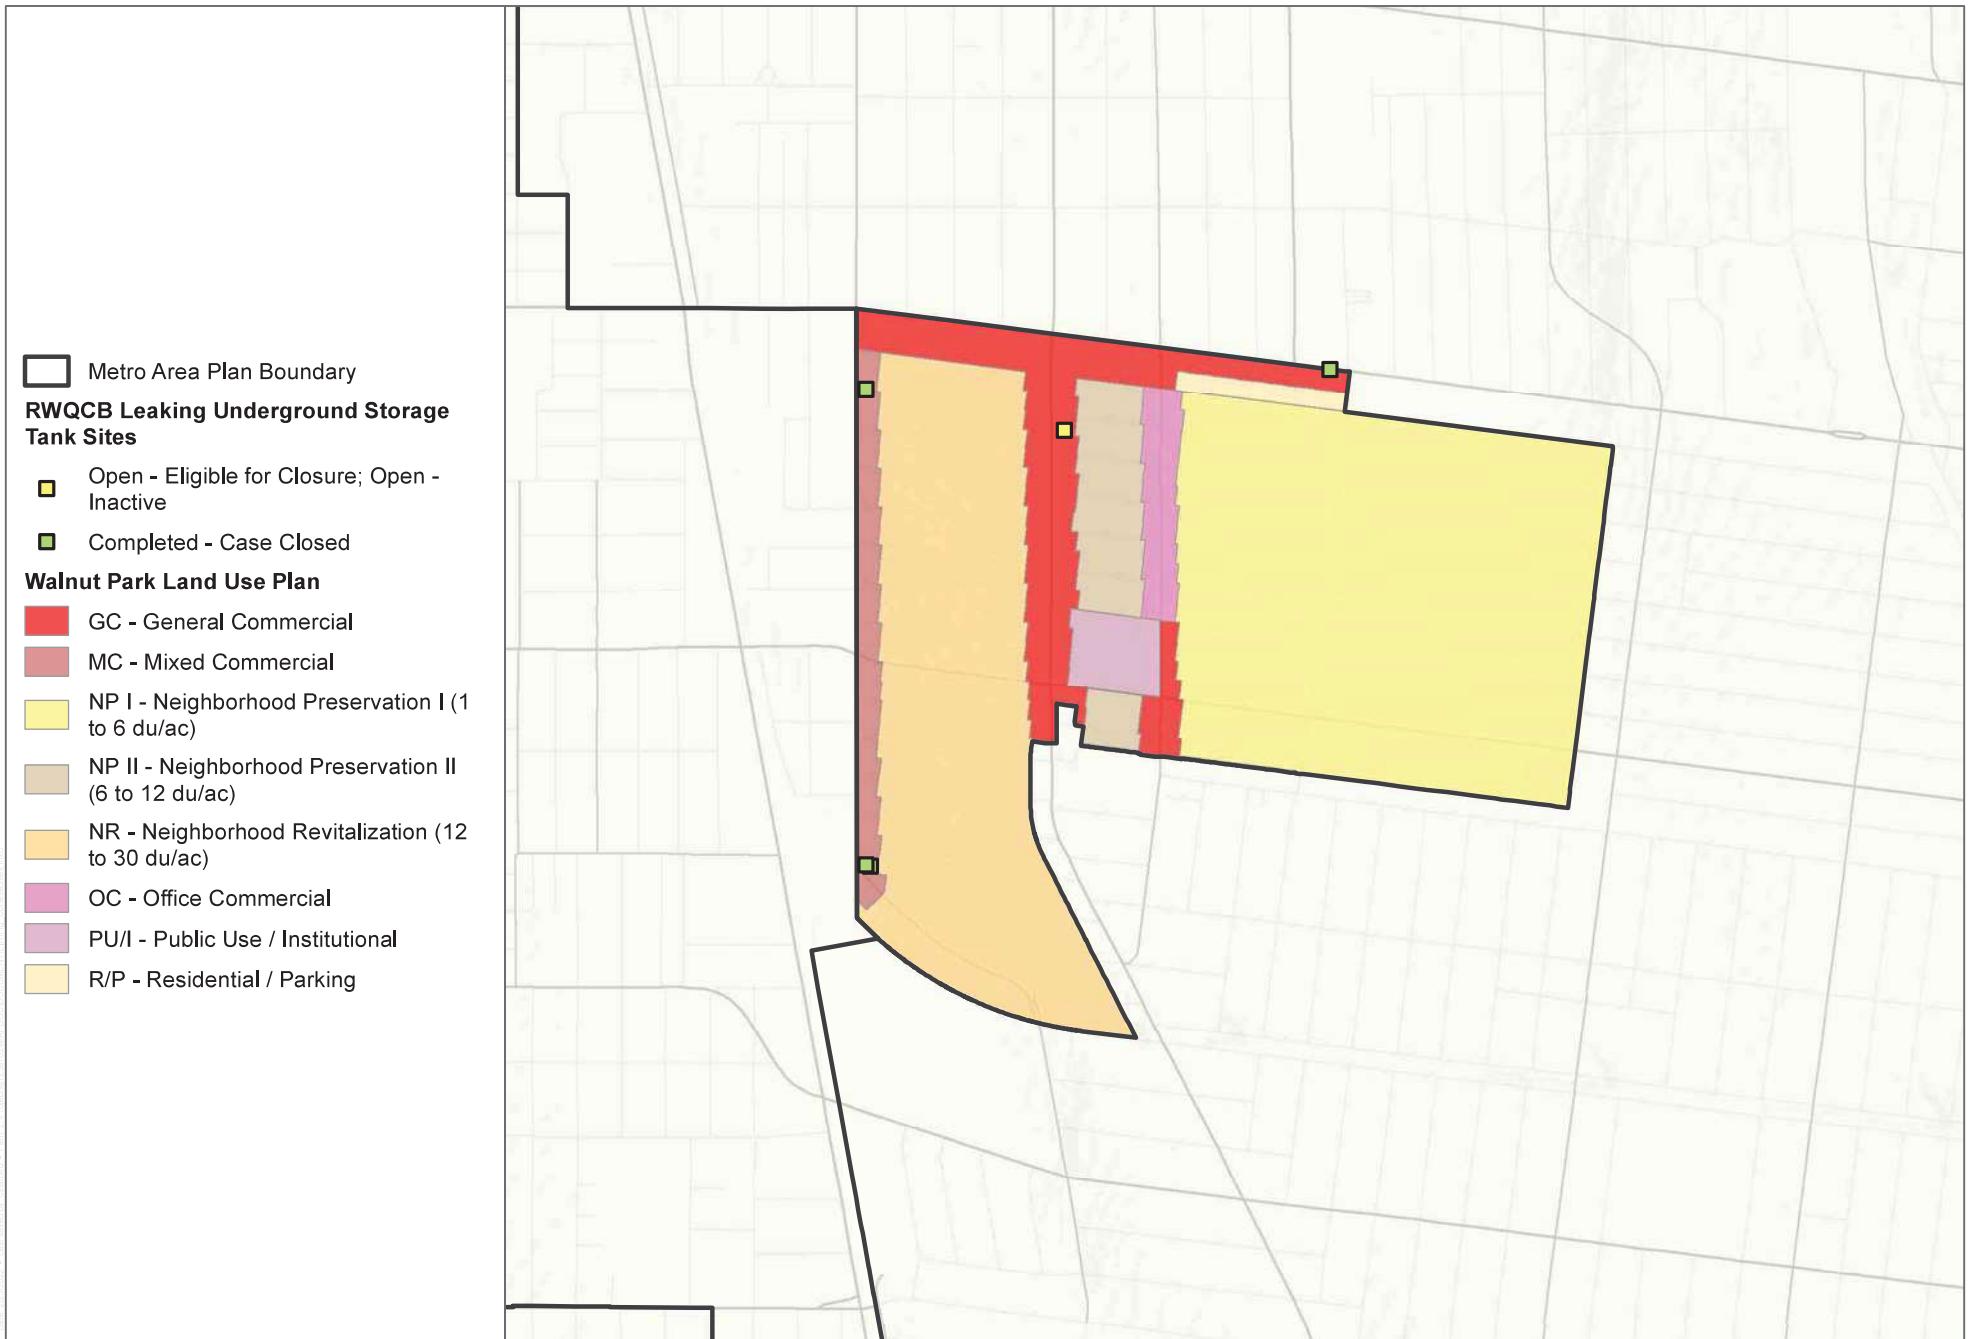 Metro Area Plan Boundary
RWQCB Leaking Underground Storage
Tank Sites
Open - Eligible for Closure; Open -
Inactive
Completed - Case Closed
Walnut Park Land Use Plan
GC - General Commercial
MC - Mixed Commercial
NP I - Neighborhood Preservation I (1
to 6 du/ac)
NP II - Neighborhood Preservation II
(6 to 12 du/ac)
NR - Neighborhood Revitalization (12
to 30 du/ac)
OC - Office Commercial
PU/I - Public Use / Institutional
R/P - Residential / Parking